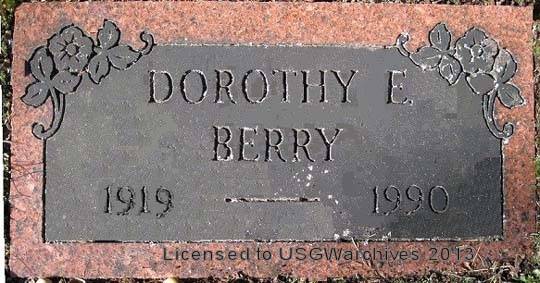 DOROTHY E.
BERRY
1919 — 1990
Licensed to USGWarchives 2013